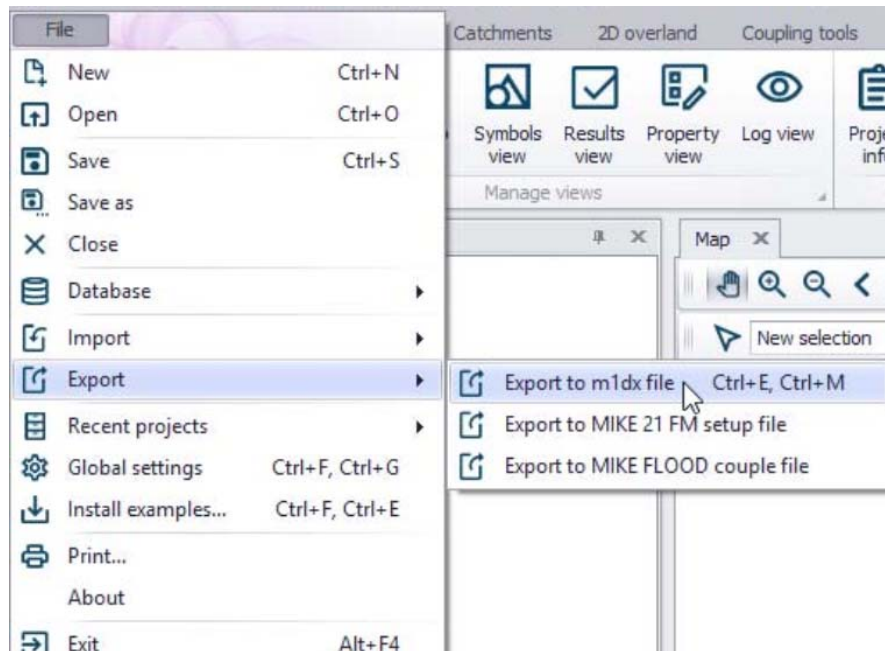 File
Catchments 2D overland Coupling tools
New Ctrl+N
Open Ctrl+O
Save Ctrl+S
Save as
Close
Database
Import
Export
Recent projects
Global settings Ctrl+F, Ctrl+G
Install examples... Ctrl+F, Ctrl+E
Print...
About
Exit Alt+F4
Symbols view
Results view
Property view
Log view
Manage views
Map
New selection
Export to m1dx file Ctrl+E, Ctrl+M
Export to MIKE 21 FM setup file
Export to MIKE FLOOD couple file